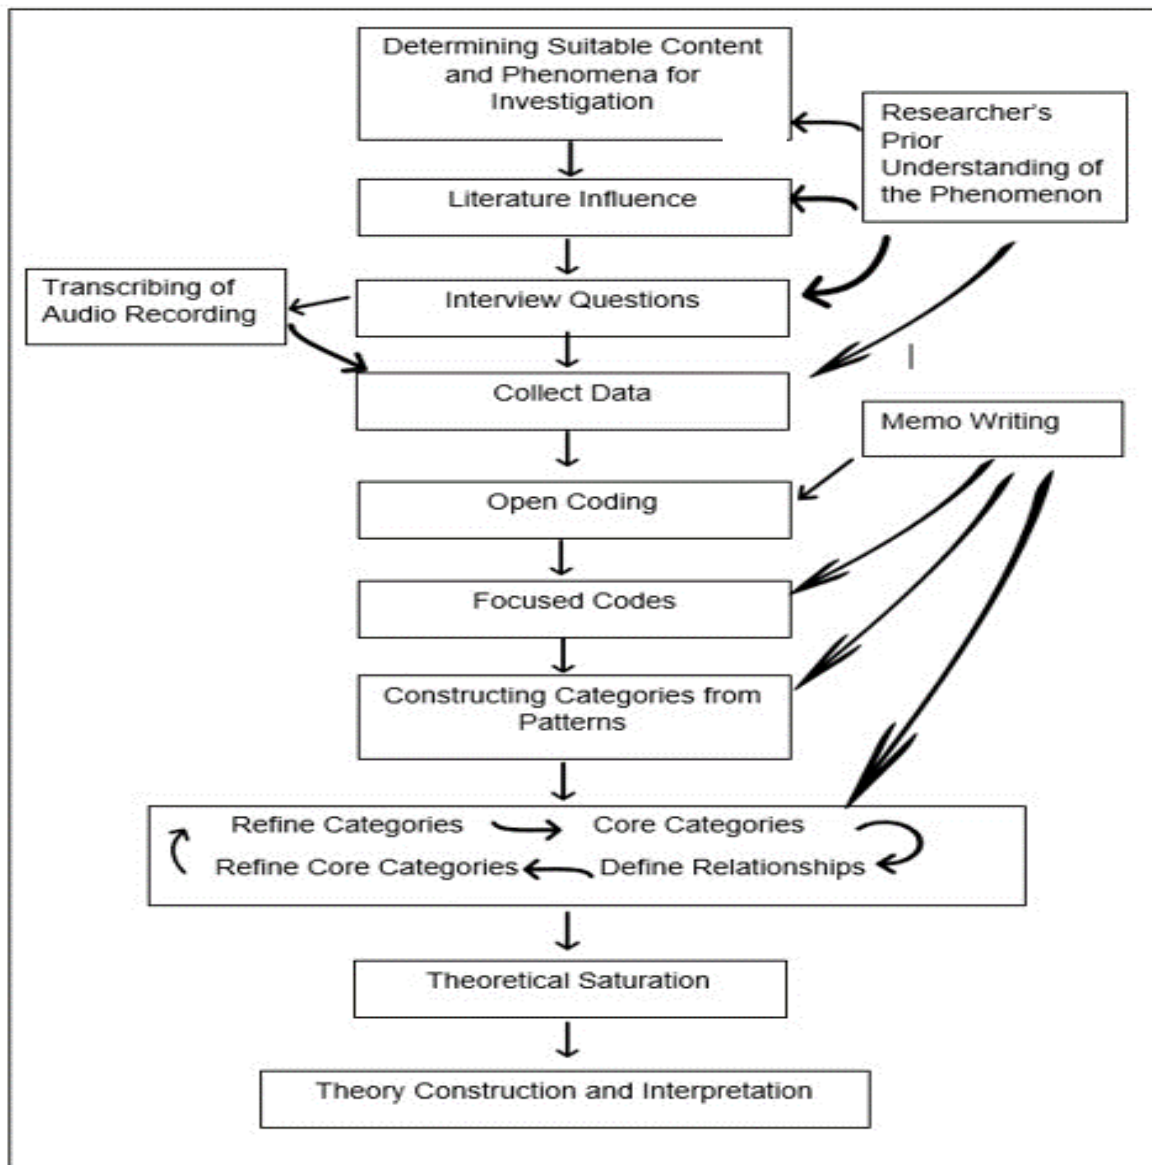 Determining Suitable Content
and Phenomena for
Investigation
Researcher's
Prior
Understanding of
the Phenomenon
Literature Influence
Transcribing of
Audio Recording
Interview Questions
Collect Data
Memo Writing
Open Coding
Focused Codes
Constructing Categories from
Patterns
Refine Categories
Core Categories
Refine Core Categories
Define Relationships
Theoretical Saturation
Theory Construction and Interpretation